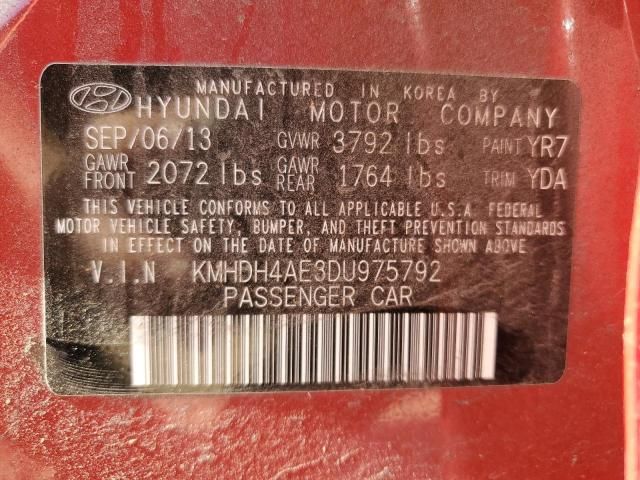 MANUFACTURED IN KOREA BY
HYUNDAI MOTOR COMPANY
SEP/06/13 GVWR 3792 lbs PAINT YR7
GAWR FRONT 2072 lbs GAWR REAR 1764 lbs TRIM YDA
THIS VEHICLE CONFORMS TO ALL APPLICABLE U.S.A. FEDERAL
MOTOR VEHICLE SAFETY, BUMPER, AND THEFT PREVENTION STANDARDS
IN EFFECT ON THE DATE OF MANUFACTURE SHOWN ABOVE
V.I.N KMHDH4AE3DU975792
PASSENGER CAR